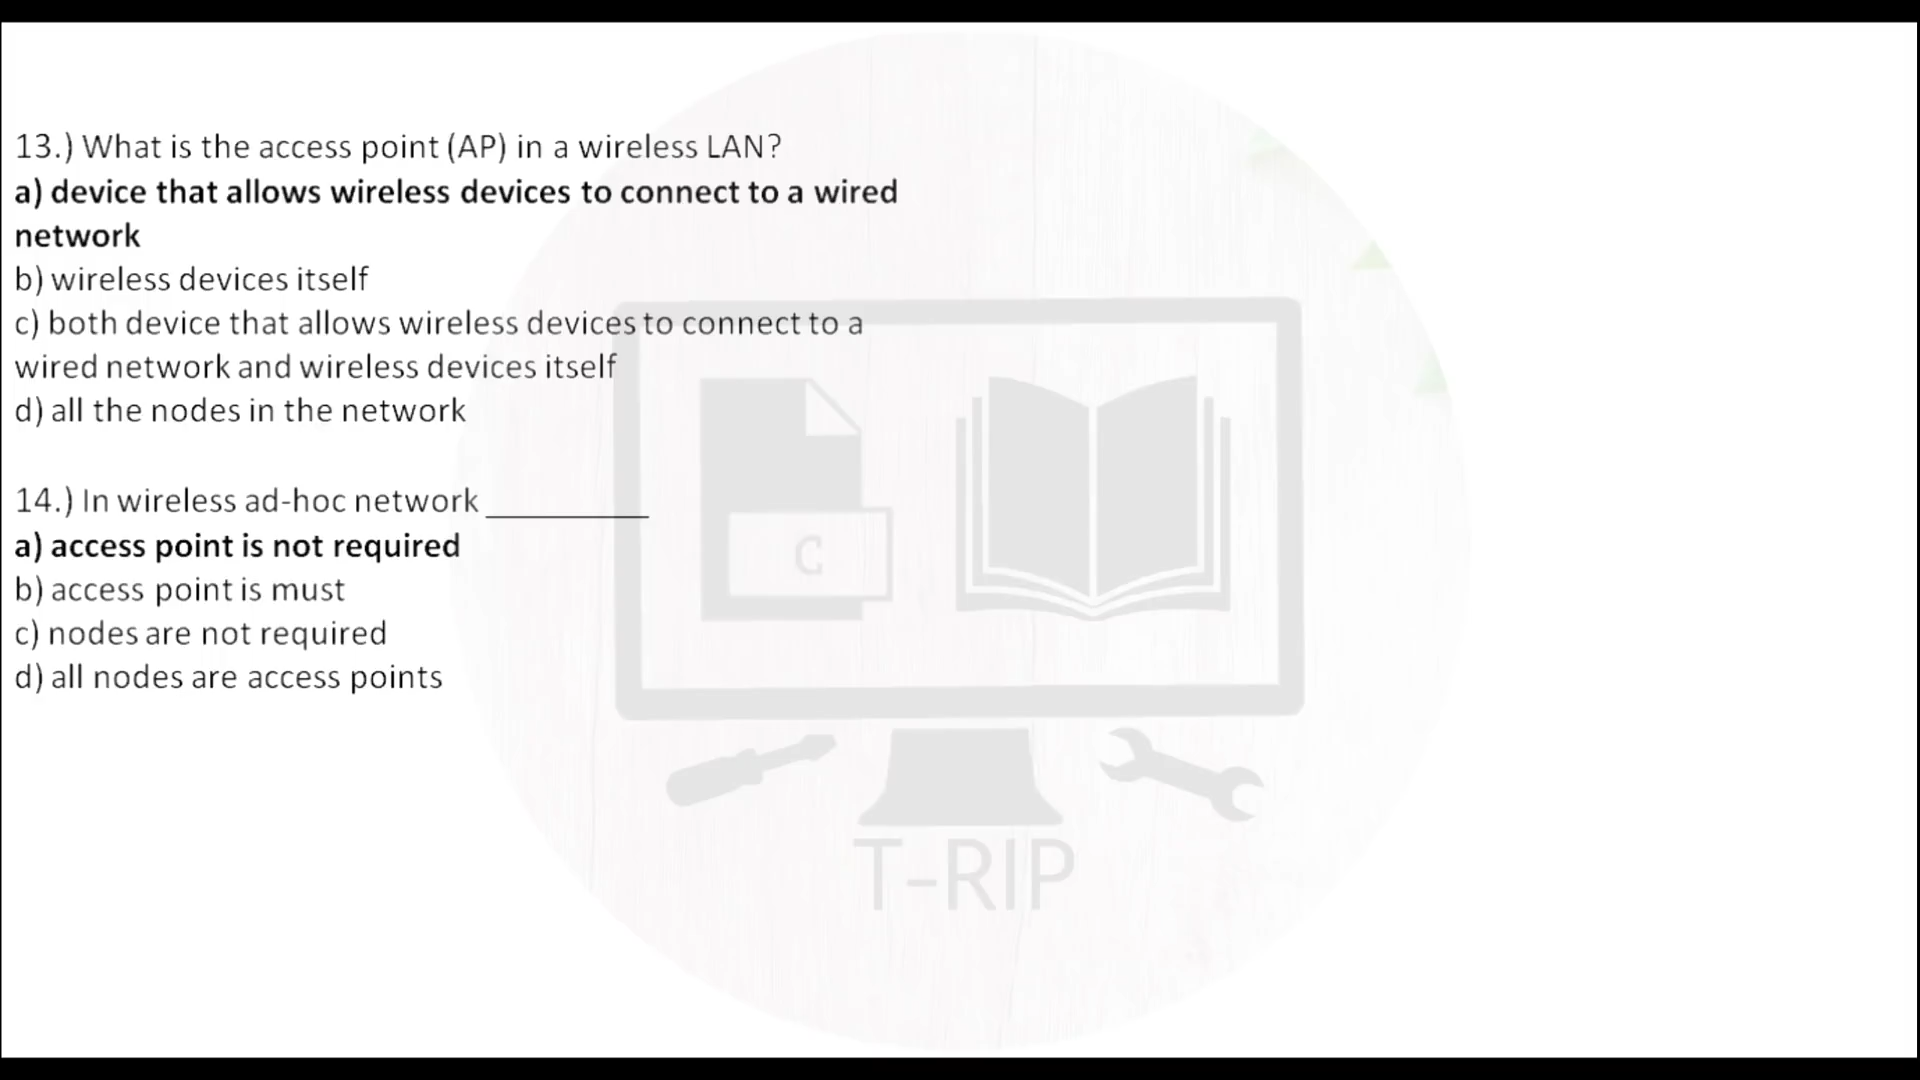 13.) What is the access point (AP) in a wireless LAN?
a) device that allows wireless devices to connect to a wired
network
b) wireless devices itself
c) both device that allows wireless devices to connect to a
wired network and wireless devices itself
d) all the nodes in the network
14.) In wireless ad-hoc network _________
a) access point is not required
b) access point is must
c) nodes are not required
d) all nodes are access points
C
T-RIP